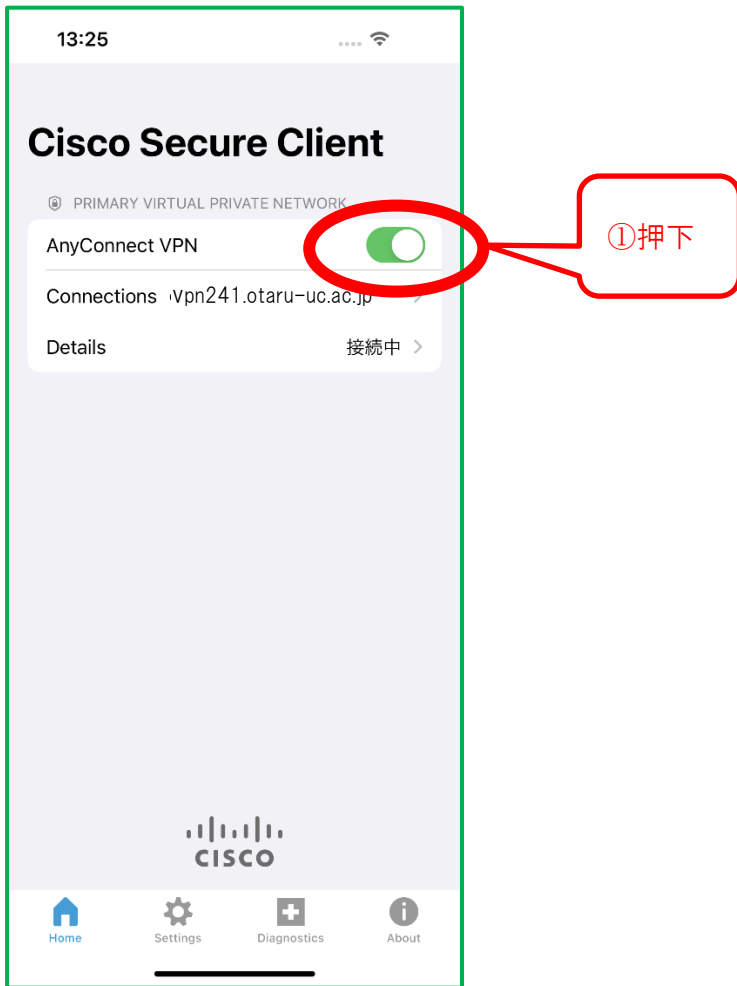 13:25
Cisco Secure Client
PRIMARY VIRTUAL PRIVATE NETWORK
AnyConnect VPN
①押下
Connections vpn241.otaru-uc.ac.jp
Details 接続中
CISCO
Home Settings Diagnostics About